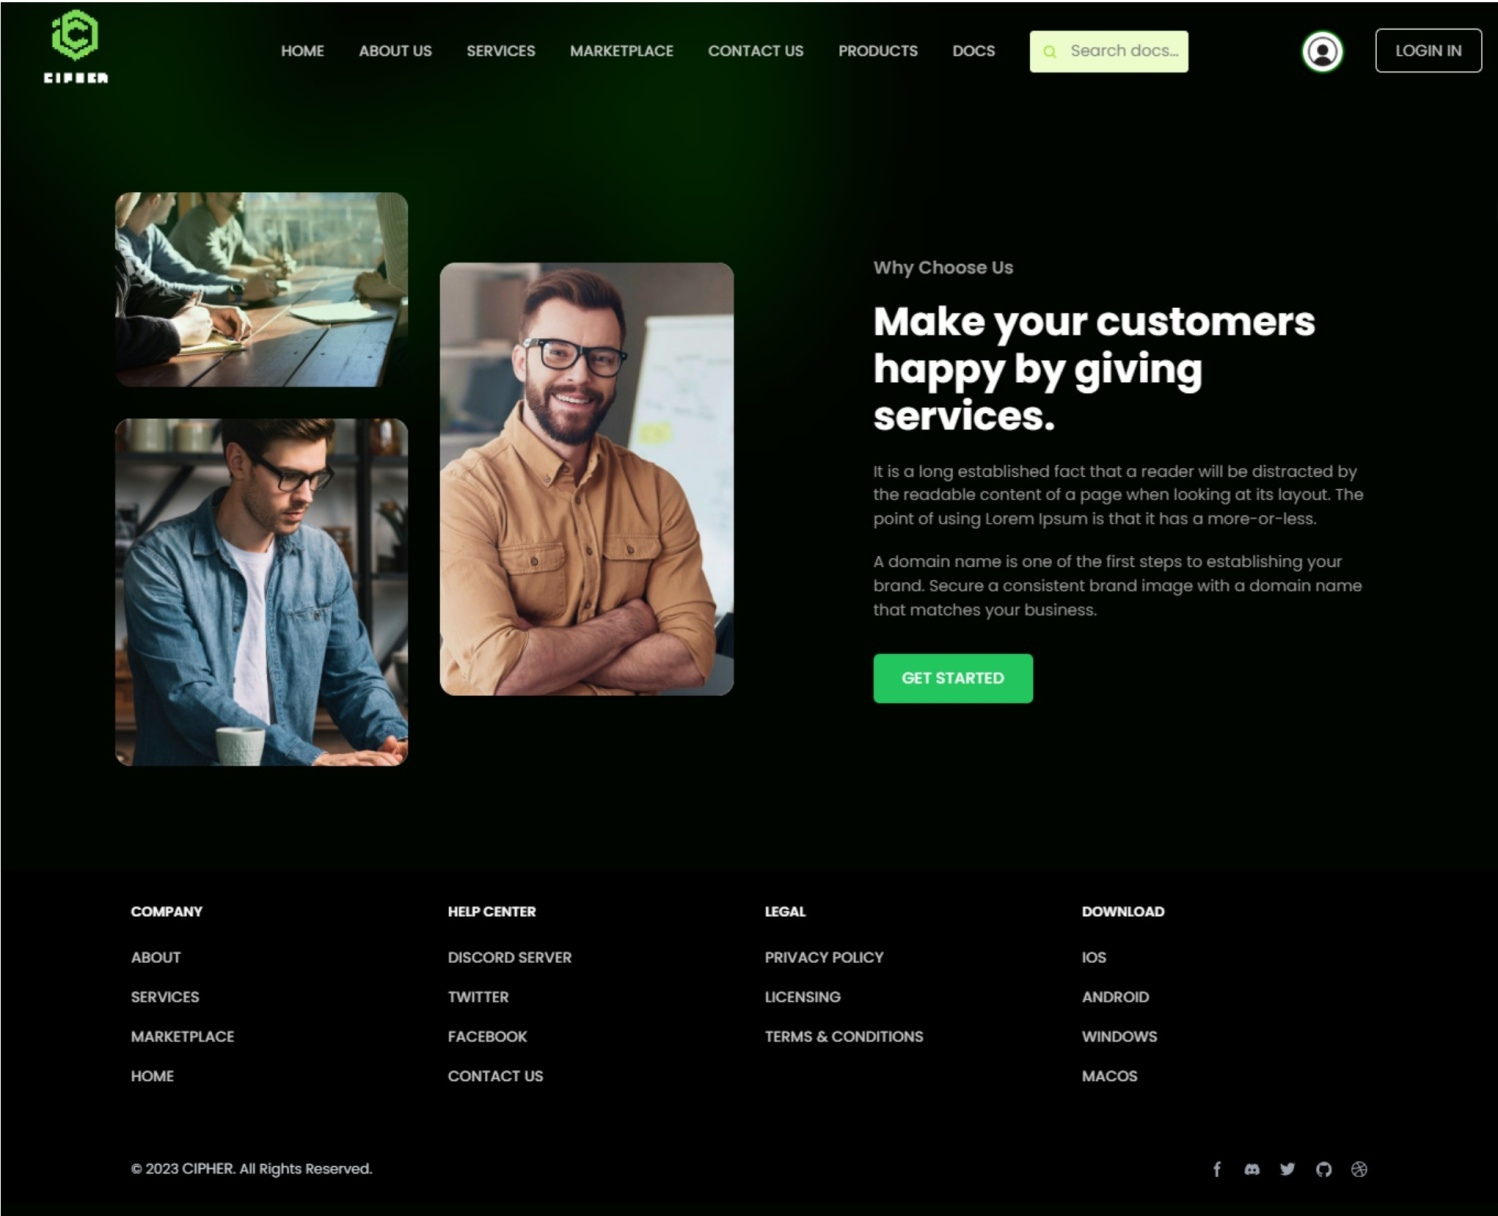 CIPHER
HOME ABOUT US SERVICES MARKETPLACE CONTACT US PRODUCTS DOCS Search docs... LOGIN IN
Why Choose Us
Make your customers
happy by giving
services.
It is a long established fact that a reader will be distracted by
the readable content of a page when looking at its layout. The
point of using Lorem Ipsum is that it has a more-or-less.
A domain name is one of the first steps to establishing your
brand. Secure a consistent brand image with a domain name
that matches your business.
GET STARTED
COMPANY
ABOUT
SERVICES
MARKETPLACE
HOME
HELP CENTER
DISCORD SERVER
TWITTER
FACEBOOK
CONTACT US
LEGAL
PRIVACY POLICY
LICENSING
TERMS & CONDITIONS
DOWNLOAD
IOS
ANDROID
WINDOWS
MACOS
© 2023 CIPHER. All Rights Reserved.